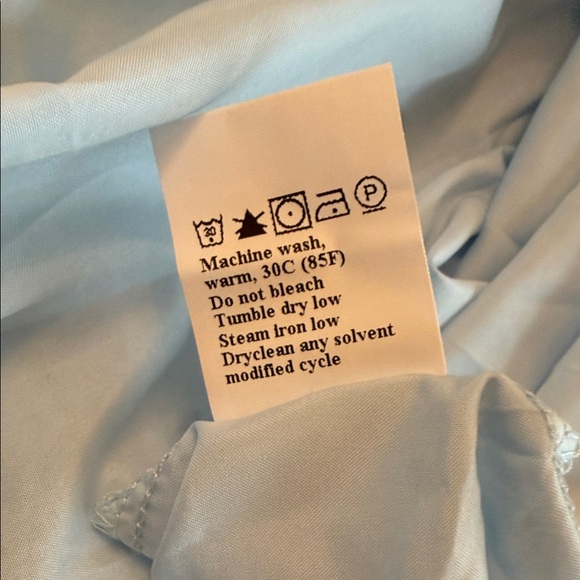 30 P
Machine wash,
warm, 30C (85F)
Do not bleach
Tumble dry low
Steam iron low
Dryclean any solvent
modified cycle